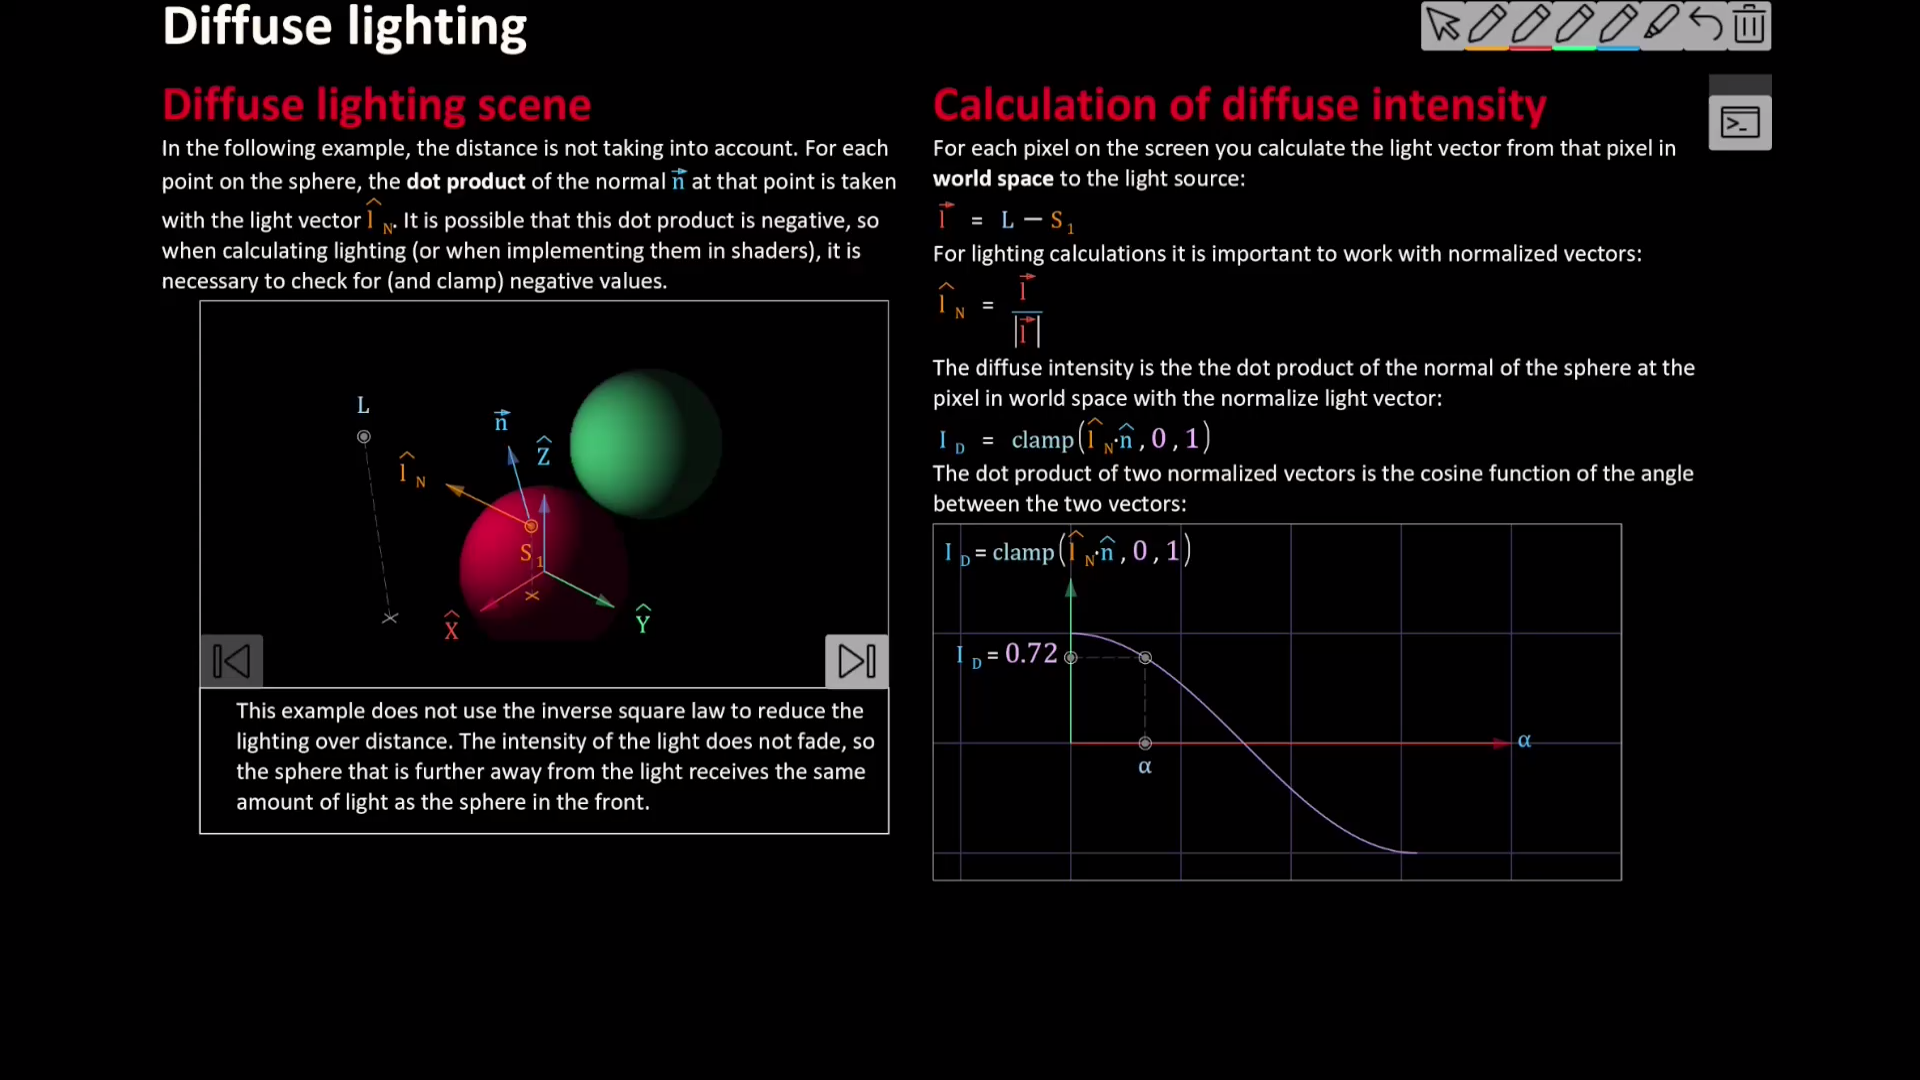 Diffuse lighting
Diffuse lighting scene
In the following example, the distance is not taking into account. For each
point on the sphere, the dot product of the normal n⃗ at that point is taken
with the light vector l̂ N. It is possible that this dot product is negative, so
when calculating lighting (or when implementing them in shaders), it is
necessary to check for (and clamp) negative values.
L
n⃗
Ẑ
l̂ N
S 1
X̂
Ŷ
This example does not use the inverse square law to reduce the
lighting over distance. The intensity of the light does not fade, so
the sphere that is further away from the light receives the same
amount of light as the sphere in the front.
Calculation of diffuse intensity
>_
For each pixel on the screen you calculate the light vector from that pixel in
world space to the light source:
l⃗ = L − S 1
For lighting calculations it is important to work with normalized vectors:
l̂ N = l⃗ / |l⃗|
The diffuse intensity is the the dot product of the normal of the sphere at the
pixel in world space with the normalize light vector:
I D = clamp(l̂ N·n̂ , 0 , 1)
The dot product of two normalized vectors is the cosine function of the angle
between the two vectors:
I D = clamp(l̂ N·n̂ , 0 , 1)
I D = 0.72
α
α